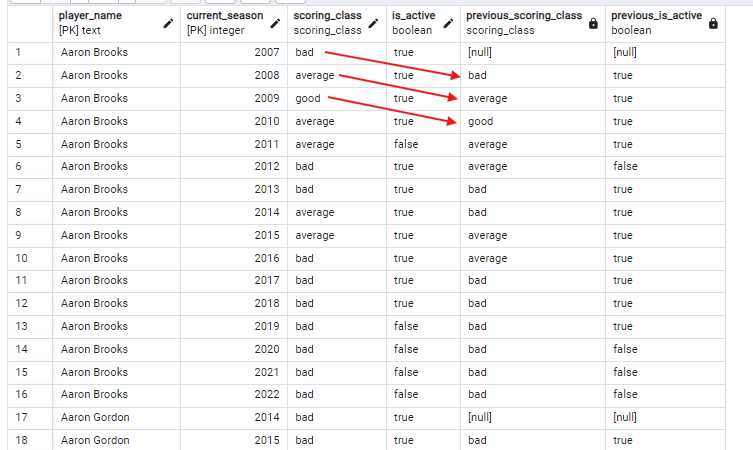 player_name current_season scoring_class is_active previous_scoring_class previous_is_active
[PK] text [PK] integer scoring_class boolean scoring_class boolean
1 Aaron Brooks 2007 bad true [null] [null]
2 Aaron Brooks 2008 average true bad true
3 Aaron Brooks 2009 good true average true
4 Aaron Brooks 2010 average true good true
5 Aaron Brooks 2011 average false average true
6 Aaron Brooks 2012 bad true average false
7 Aaron Brooks 2013 bad true bad true
8 Aaron Brooks 2014 average true bad true
9 Aaron Brooks 2015 average true average true
10 Aaron Brooks 2016 bad true average true
11 Aaron Brooks 2017 bad true bad true
12 Aaron Brooks 2018 bad true bad true
13 Aaron Brooks 2019 bad false bad true
14 Aaron Brooks 2020 bad false bad false
15 Aaron Brooks 2021 bad false bad false
16 Aaron Brooks 2022 bad false bad false
17 Aaron Gordon 2014 bad true [null] [null]
18 Aaron Gordon 2015 bad true bad true